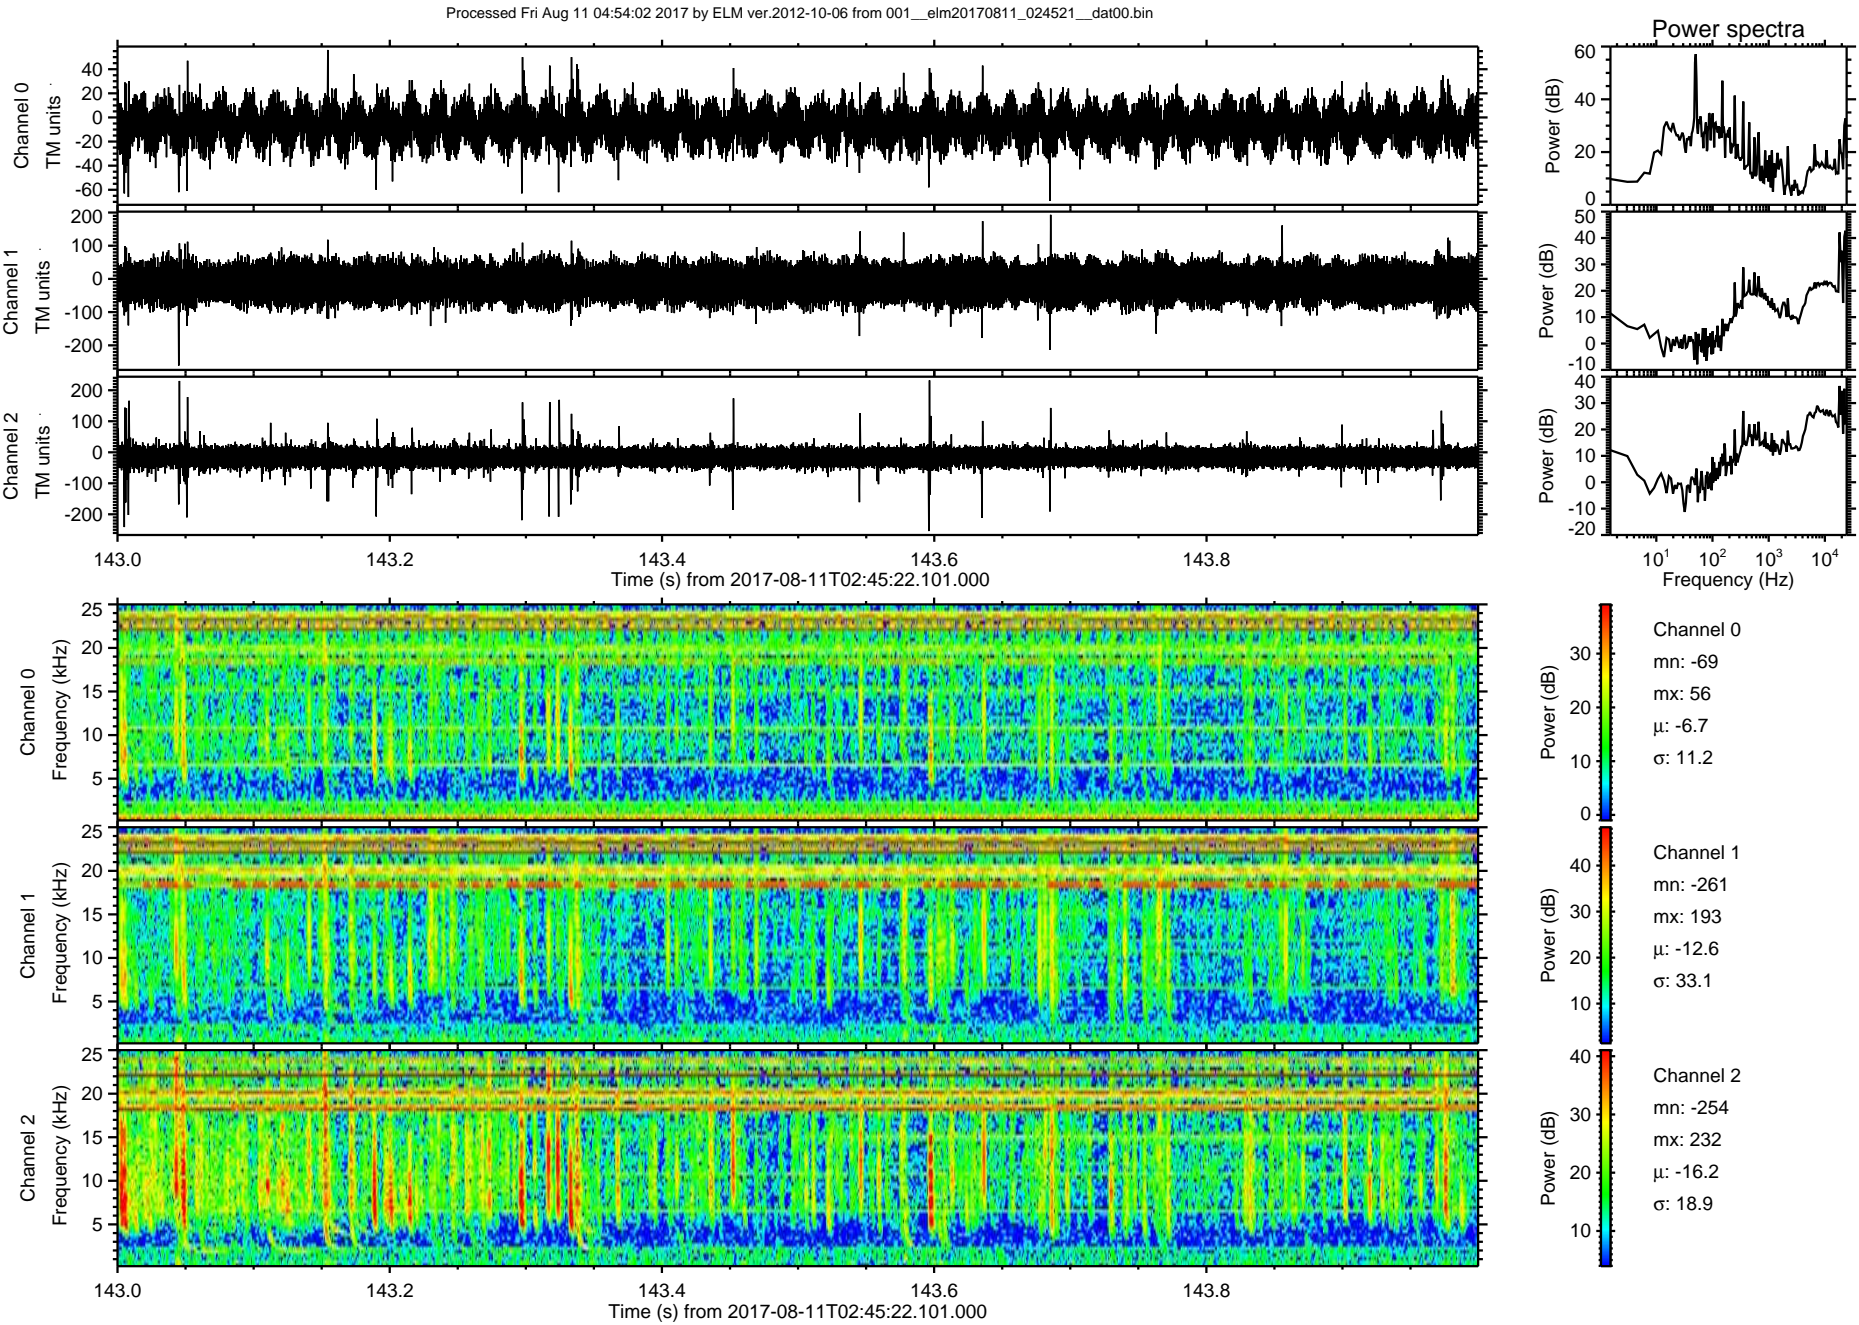 Processed Fri Aug 11 04:54:02 2017 by ELM ver.2012-10-06 from 001__elm20170811_024521__dat00.bin
Power spectra
Channel 0
TM units
40
20
0
-20
-40
-60
Power (dB)
60
40
20
0
Channel 1
TM units
200
100
0
-100
-200
Power (dB)
50
40
30
20
10
0
-10
Channel 2
TM units
200
100
0
-100
-200
Power (dB)
40
30
20
10
0
-10
-20
143.0 143.2 143.4 143.6 143.8
Time (s) from 2017-08-11T02:45:22.101.000
10^1 10^2 10^3 10^4
Frequency (Hz)
Channel 0
Frequency (kHz)
25
20
15
10
5
Power (dB)
30
20
10
0
Channel 0
mn: -69
mx: 56
μ: -6.7
σ: 11.2
Channel 1
Frequency (kHz)
25
20
15
10
5
Power (dB)
40
30
20
10
Channel 1
mn: -261
mx: 193
μ: -12.6
σ: 33.1
Channel 2
Frequency (kHz)
25
20
15
10
5
Power (dB)
40
30
20
10
Channel 2
mn: -254
mx: 232
μ: -16.2
σ: 18.9
143.0 143.2 143.4 143.6 143.8
Time (s) from 2017-08-11T02:45:22.101.000